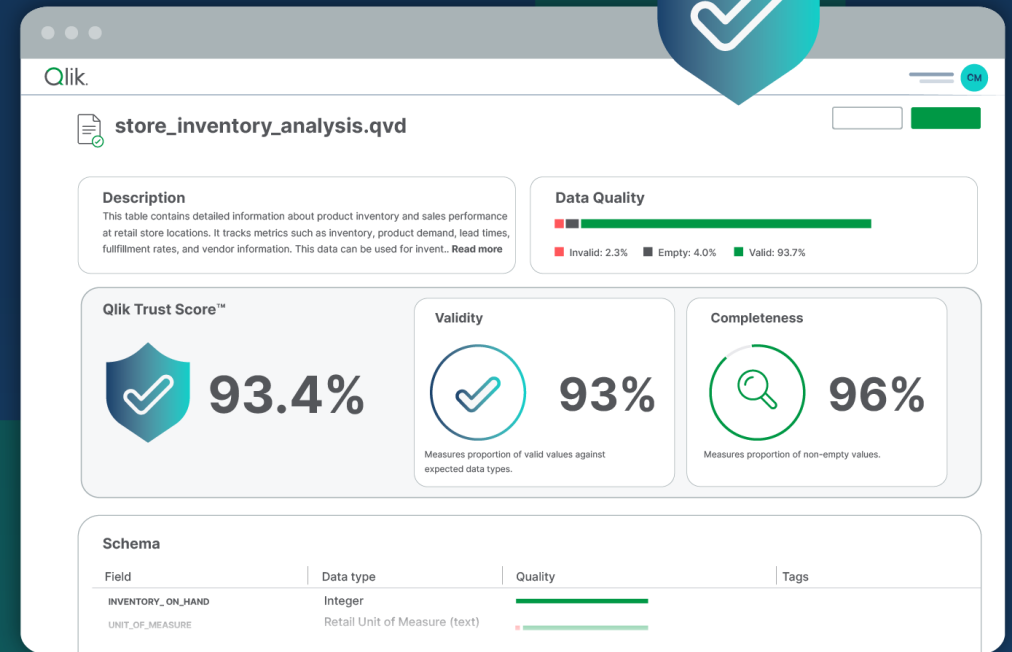 Qlik.
CM
store_inventory_analysis.qvd
Description
This table contains detailed information about product inventory and sales performance
at retail store locations. It tracks metrics such as inventory, product demand, lead times,
fullfillment rates, and vendor information. This data can be used for invent.. Read more
Data Quality
Invalid: 2.3% Empty: 4.0% Valid: 93.7%
Qlik Trust Score™
93.4%
Validity
93%
Measures proportion of valid values against
expected data types.
Completeness
96%
Measures proportion of non-empty values.
Schema
Field Data type Quality Tags
INVENTORY_ ON_HAND Integer
UNIT_OF_MEASURE Retail Unit of Measure (text)